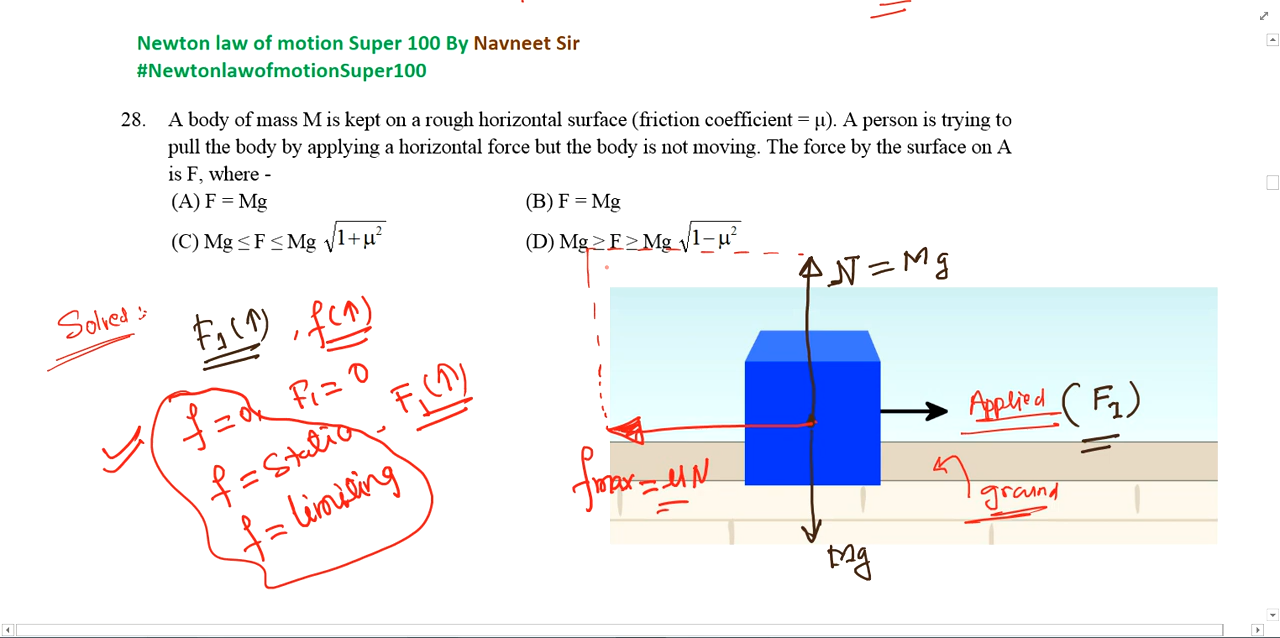 Newton law of motion Super 100 By Navneet Sir
#NewtonlawofmotionSuper100
28. A body of mass M is kept on a rough horizontal surface (friction coefficient = μ). A person is trying to
pull the body by applying a horizontal force but the body is not moving. The force by the surface on A
is F, where -
(A) F = Mg (B) F = Mg
(C) Mg ≤ F ≤ Mg √1+μ² (D) Mg ≥ F ≥ Mg √1−μ²
N = Mg
Solved :
F₁(↑) , f(↑)
f = 0, F₁ = 0
f = static, F₁(↑)
f = limiting
Applied (F₁)
fmax = μN
ground
Mg